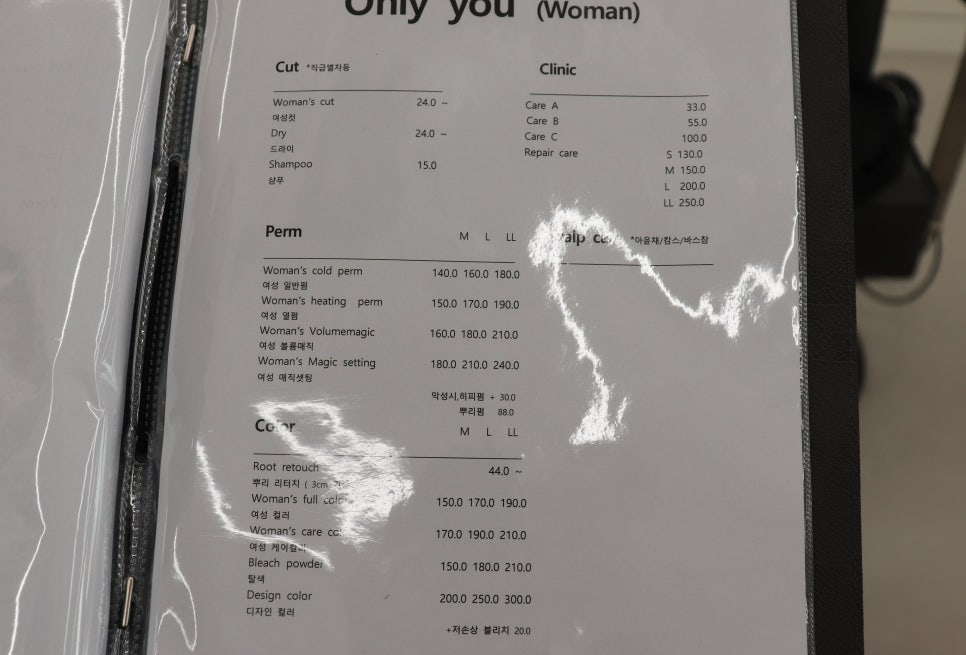 Only you (Woman)
Cut *직급별차등
Woman's cut 24.0 ~
여성컷
Dry 24.0 ~
드라이
Shampoo 15.0
샴푸
Clinic
Care A 33.0
Care B 55.0
Care C 100.0
Repair care S 130.0
M 150.0
L 200.0
LL 250.0
*아윤채/캄스/바스참
Perm M L LL
Woman's cold perm 140.0 160.0 180.0
여성 일반펌
Woman's heating perm 150.0 170.0 190.0
여성 열펌
Woman's Volumemagic 160.0 180.0 210.0
여성 볼륨매직
Woman's Magic setting 180.0 210.0 240.0
여성 매직셋팅
악성시,히피펌 + 30.0
뿌리펌 88.0
Color M L LL
Root retouch 44.0 ~
뿌리 리터치 ( 3cm
Woman's full color 150.0 170.0 190.0
여성 컬러
Woman's care 170.0 190.0 210.0
여성 케어컬러
Bleach powder 150.0 180.0 210.0
탈색
Design color 200.0 250.0 300.0
디자인 컬러
+저손상 블리치 20.0